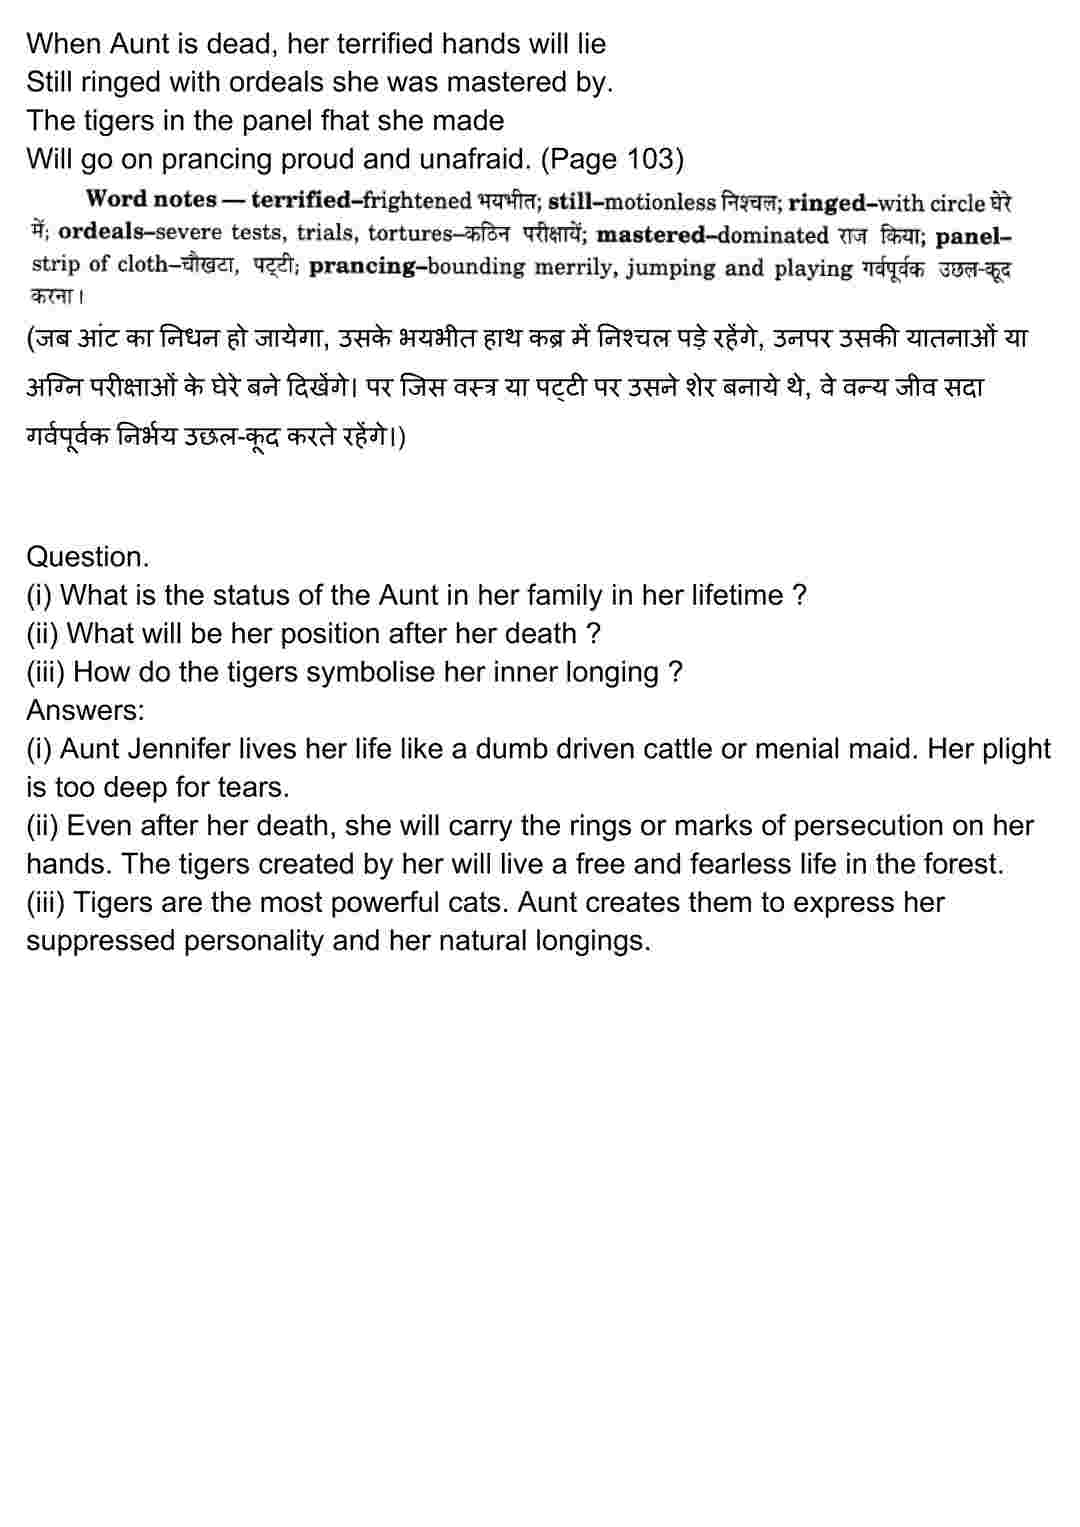 When Aunt is dead, her terrified hands will lie
Still ringed with ordeals she was mastered by.
The tigers in the panel fhat she made
Will go on prancing proud and unafraid. (Page 103)
Word notes — terrified–frightened भयभीत; still–motionless निश्चल; ringed–with circle घेरे
में; ordeals–severe tests, trials, tortures–कठिन परीक्षायें; mastered–dominated राज किया; panel–
strip of cloth–चौखटा, पट्टी; prancing–bounding merrily, jumping and playing गर्वपूर्वक उछल-कूद
करना।
(जब आंट का निधन हो जायेगा, उसके भयभीत हाथ कब्र में निश्चल पड़े रहेंगे, उनपर उसकी यातनाओं या
अग्नि परीक्षाओं के घेरे बने दिखेंगे। पर जिस वस्त्र या पट्टी पर उसने शेर बनाये थे, वे वन्य जीव सदा
गर्वपूर्वक निर्भय उछल-कूद करते रहेंगे।)
Question.
(i) What is the status of the Aunt in her family in her lifetime ?
(ii) What will be her position after her death ?
(iii) How do the tigers symbolise her inner longing ?
Answers:
(i) Aunt Jennifer lives her life like a dumb driven cattle or menial maid. Her plight
is too deep for tears.
(ii) Even after her death, she will carry the rings or marks of persecution on her
hands. The tigers created by her will live a free and fearless life in the forest.
(iii) Tigers are the most powerful cats. Aunt creates them to express her
suppressed personality and her natural longings.